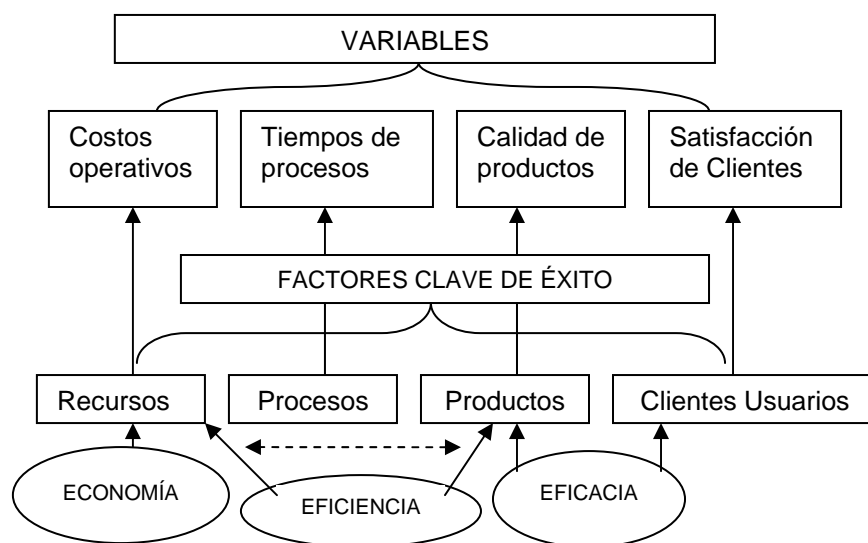 VARIABLES
Costos
operativos
Tiempos de
procesos
Calidad de
productos
Satisfacción
de Clientes
FACTORES CLAVE DE ÉXITO
Recursos
Procesos
Productos
Clientes Usuarios
ECONOMÍA
EFICIENCIA
EFICACIA